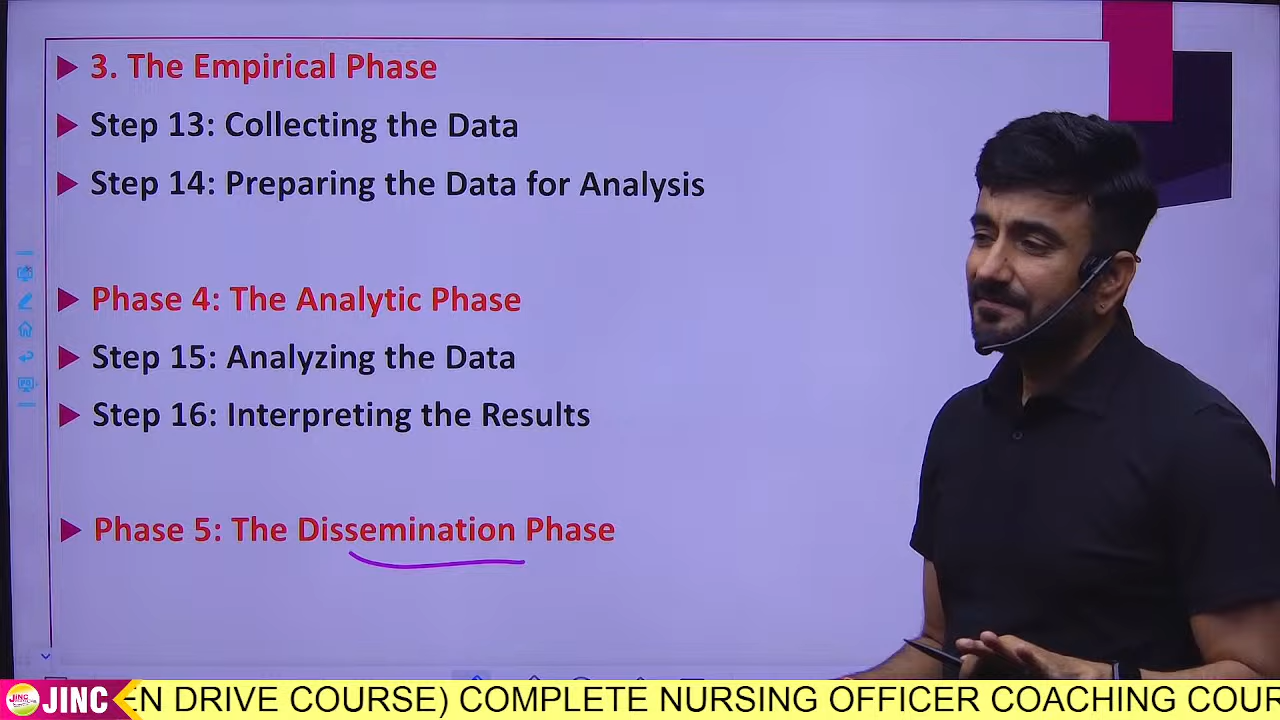 3. The Empirical Phase
Step 13: Collecting the Data
Step 14: Preparing the Data for Analysis
Phase 4: The Analytic Phase
Step 15: Analyzing the Data
Step 16: Interpreting the Results
Phase 5: The Dissemination Phase
JINC
EN DRIVE COURSE) COMPLETE NURSING OFFICER COACHING COUR